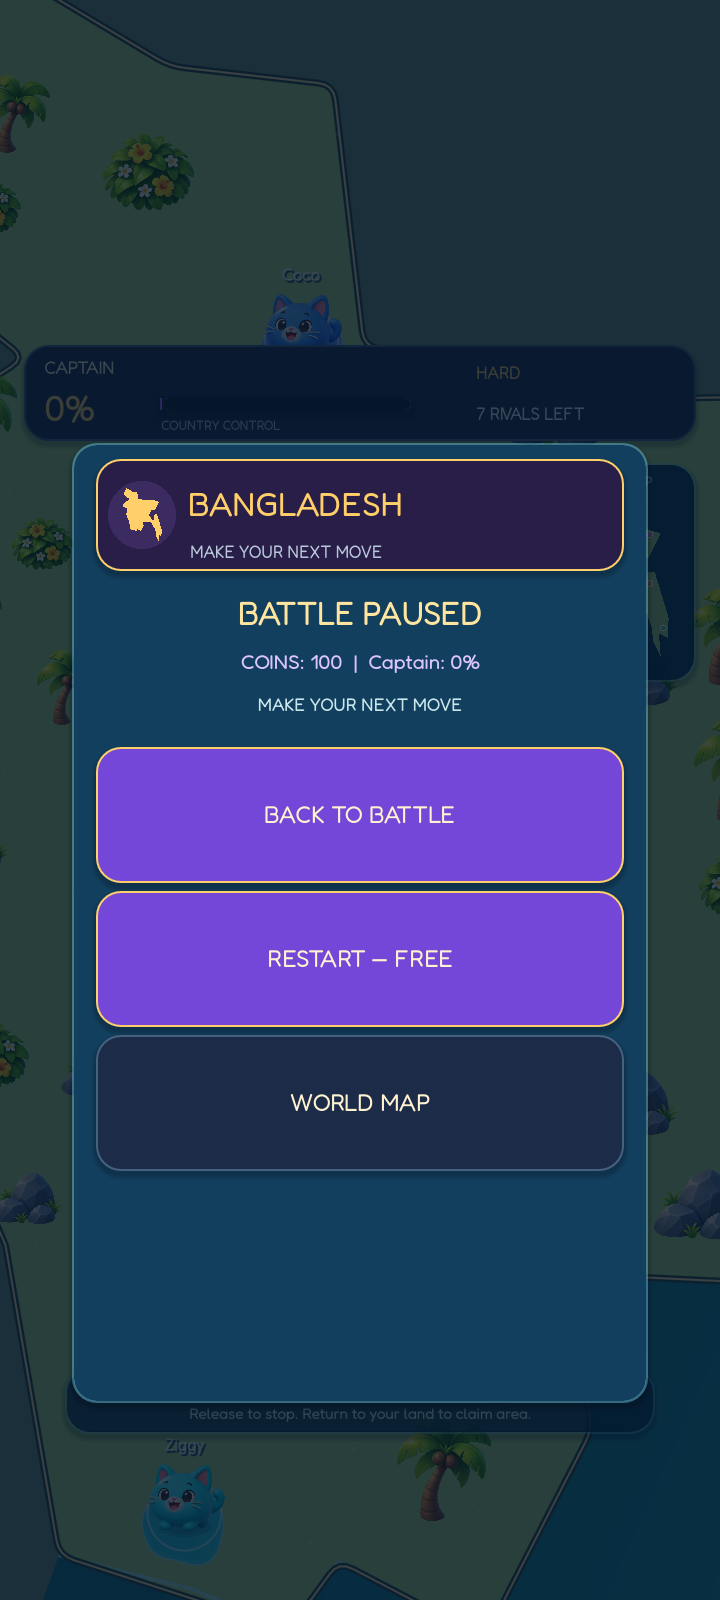 Coco
CAPTAIN
0%
COUNTRY CONTROL
HARD
7 RIVALS LEFT
BANGLADESH
MAKE YOUR NEXT MOVE
BATTLE PAUSED
COINS: 100 | Captain: 0%
MAKE YOUR NEXT MOVE
BACK TO BATTLE
RESTART – FREE
WORLD MAP
Release to stop. Return to your land to claim area.
Ziggy